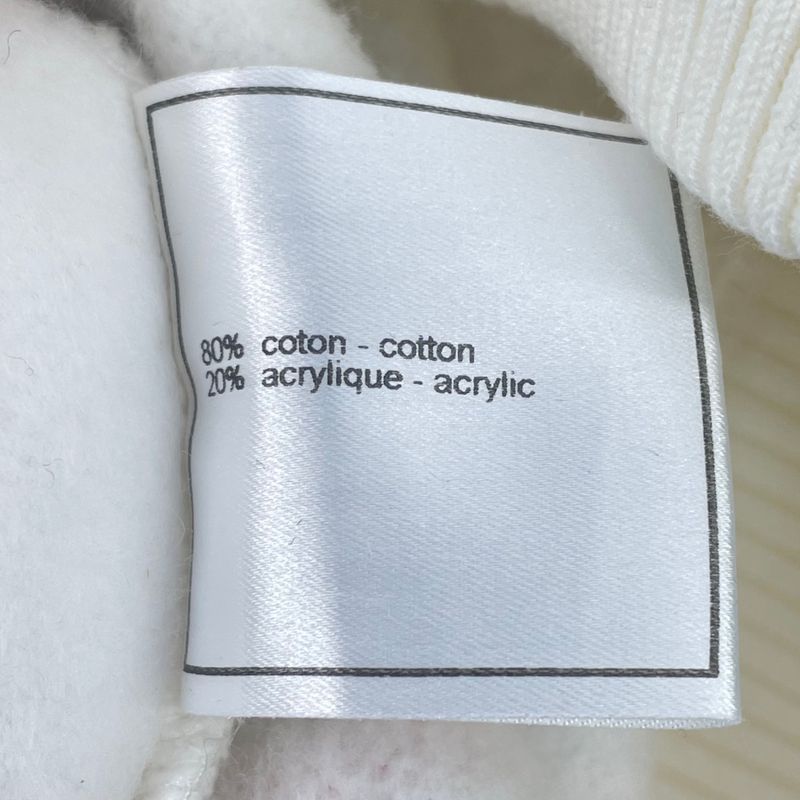 80% coton - cotton
20% acrylique - acrylic